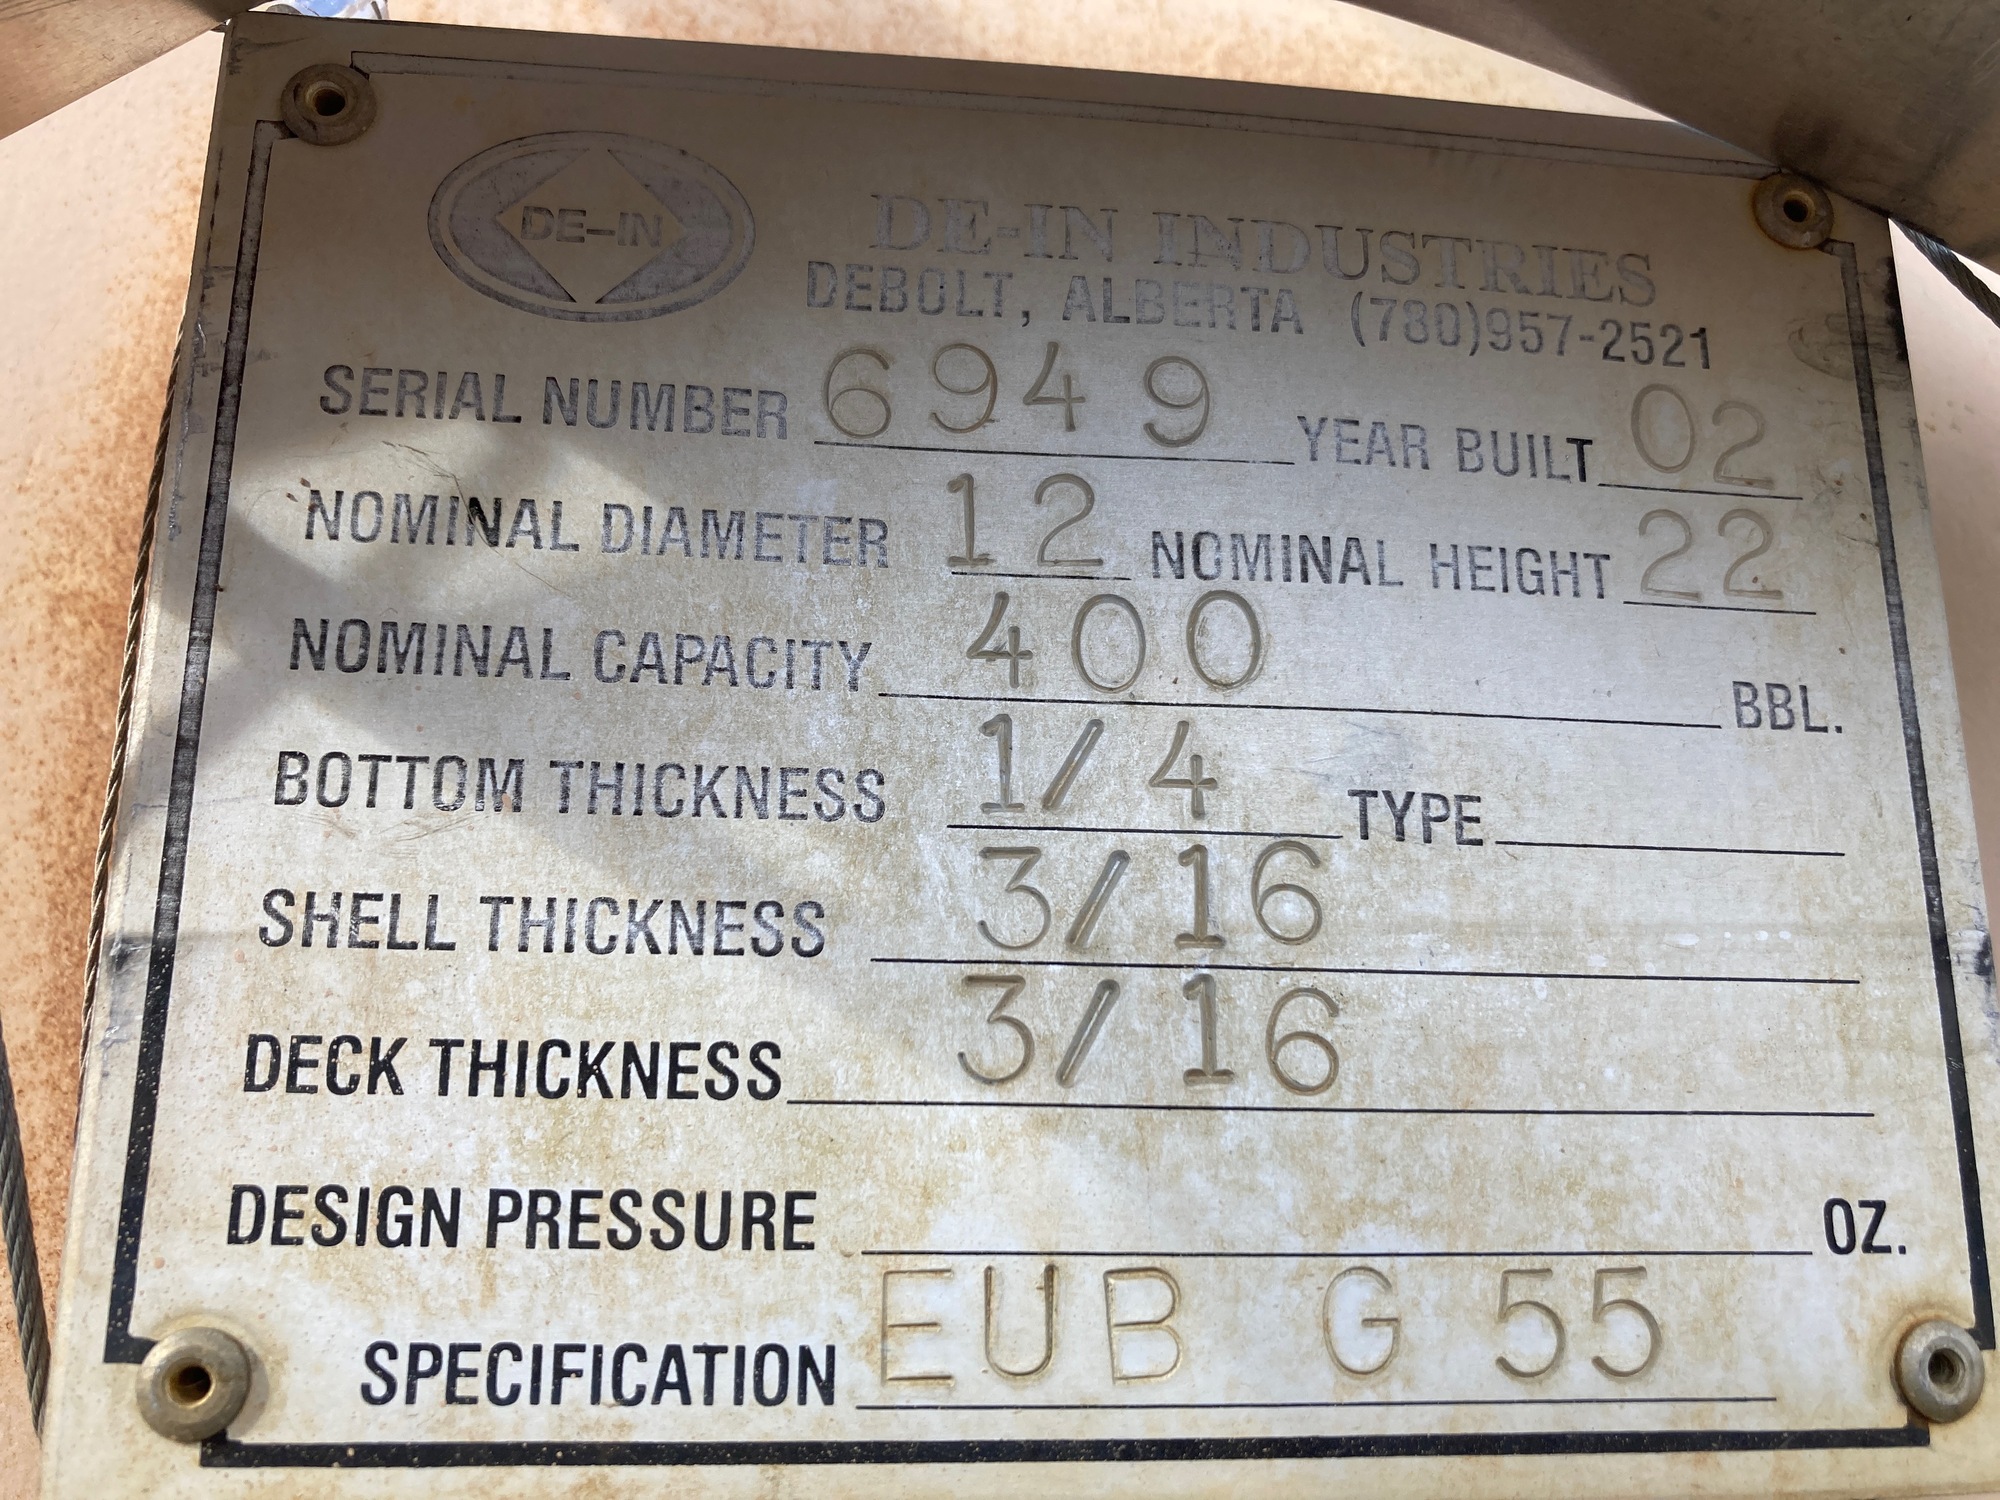 DE-IN
DE-IN INDUSTRIES
DEBOLT, ALBERTA (780)957-2521
SERIAL NUMBER 6949 YEAR BUILT 02
NOMINAL DIAMETER 12 NOMINAL HEIGHT 22
NOMINAL CAPACITY 400 BBL.
BOTTOM THICKNESS 1/4 TYPE
SHELL THICKNESS 3/16
DECK THICKNESS 3/16
DESIGN PRESSURE OZ.
SPECIFICATION EUB G 55